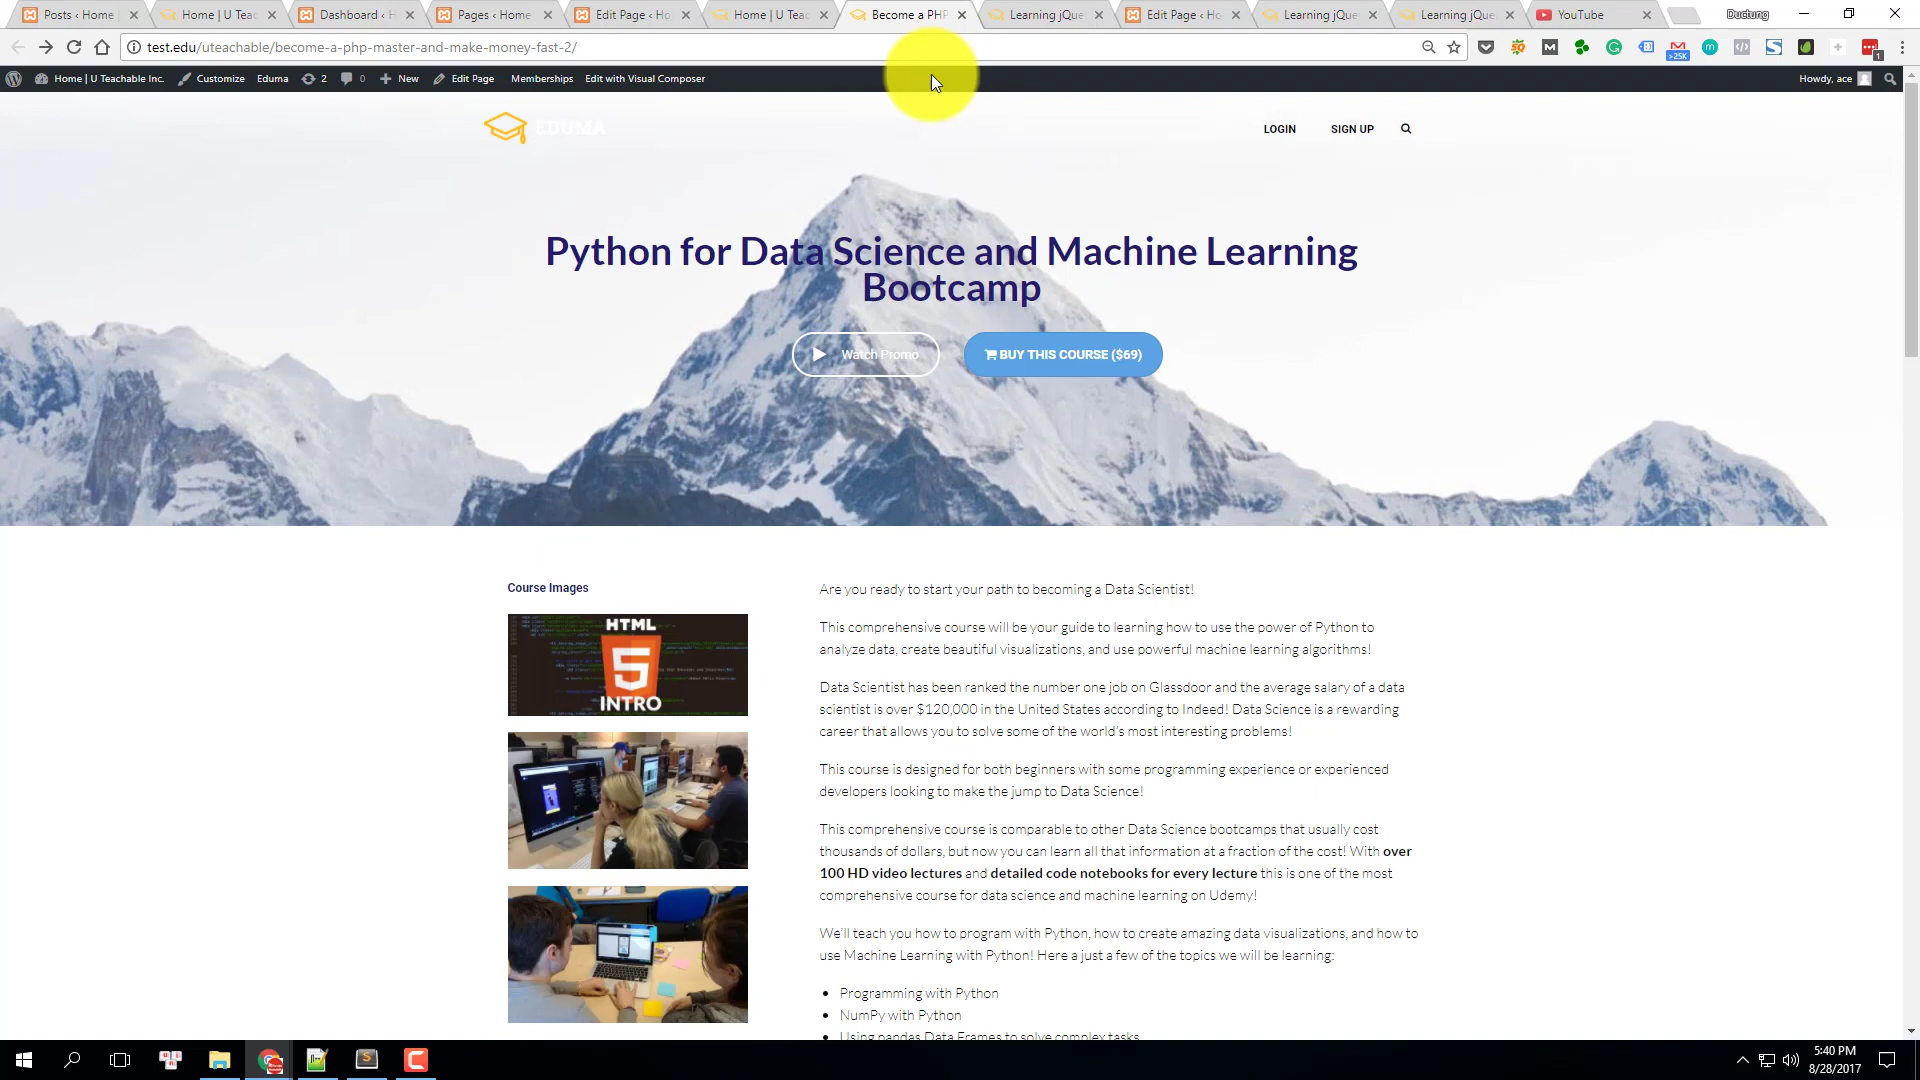 Posts ‹ Home |
Home | U Teac
Dashboard ‹ H
Pages ‹ Home
Edit Page ‹ Ho
Home | U Teac
Become a PHP
Learning jQue
Edit Page ‹ Ho
Learning jQue
Learning jQue
YouTube
Ductung
test.edu/uteachable/become-a-php-master-and-make-money-fast-2/
>25K
1
Home | U Teachable Inc.
Customize
Eduma
2
0
New
Edit Page
Memberships
Edit with Visual Composer
Howdy, ace
EDUMA
LOGIN
SIGN UP
Python for Data Science and Machine Learning
Bootcamp
Watch Promo
BUY THIS COURSE ($69)
Course Images
HTML
5
INTRO
Are you ready to start your path to becoming a Data Scientist!
This comprehensive course will be your guide to learning how to use the power of Python to
analyze data, create beautiful visualizations, and use powerful machine learning algorithms!
Data Scientist has been ranked the number one job on Glassdoor and the average salary of a data
scientist is over $120,000 in the United States according to Indeed! Data Science is a rewarding
career that allows you to solve some of the world's most interesting problems!
This course is designed for both beginners with some programming experience or experienced
developers looking to make the jump to Data Science!
This comprehensive course is comparable to other Data Science bootcamps that usually cost
thousands of dollars, but now you can learn all that information at a fraction of the cost! With over
100 HD video lectures and detailed code notebooks for every lecture this is one of the most
comprehensive course for data science and machine learning on Udemy!
We'll teach you how to program with Python, how to create amazing data visualizations, and how to
use Machine Learning with Python! Here a just a few of the topics we will be learning:
• Programming with Python
• NumPy with Python
• Using pandas Data Frames to solve complex tasks
5:40 PM
8/28/2017